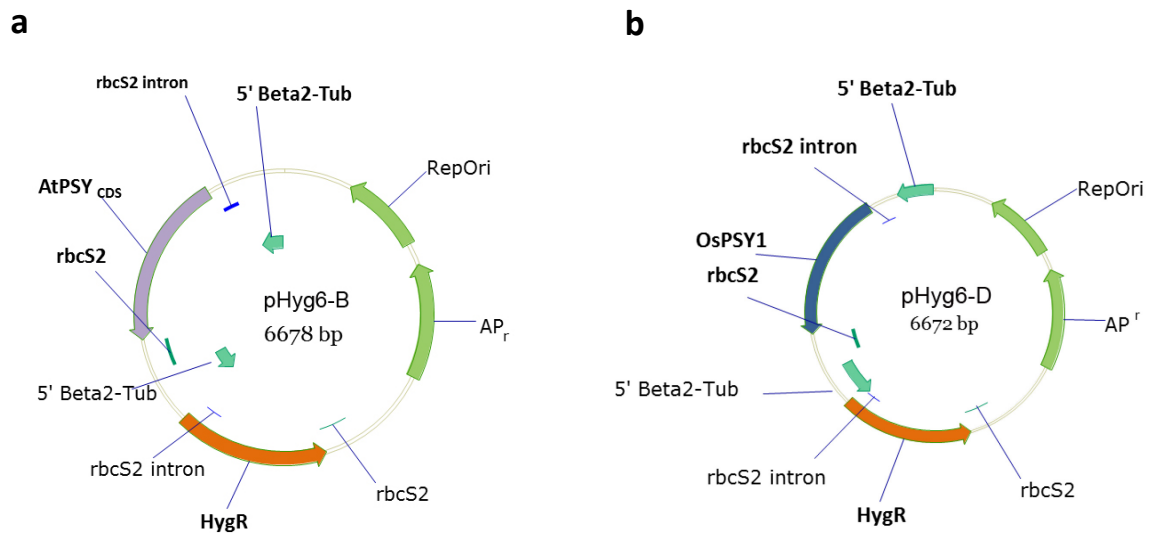 a
rbcS2 intron
5' Beta2-Tub
RepOri
AtPSY CDS
rbcS2
pHyg6-B
6678 bp
APr
5' Beta2-Tub
rbcS2 intron
rbcS2
HygR
b
5' Beta2-Tub
rbcS2 intron
RepOri
OsPSY1
rbcS2
pHyg6-D
6672 bp
AP r
5' Beta2-Tub
rbcS2 intron
rbcS2
HygR